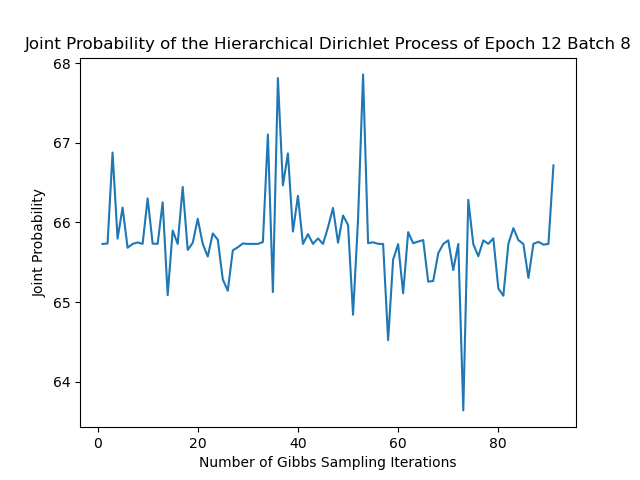 Joint Probability of the Hierarchical Dirichlet Process of Epoch 12 Batch 8
68
67
66
65
64
Joint Probability
0 20 40 60 80
Number of Gibbs Sampling Iterations